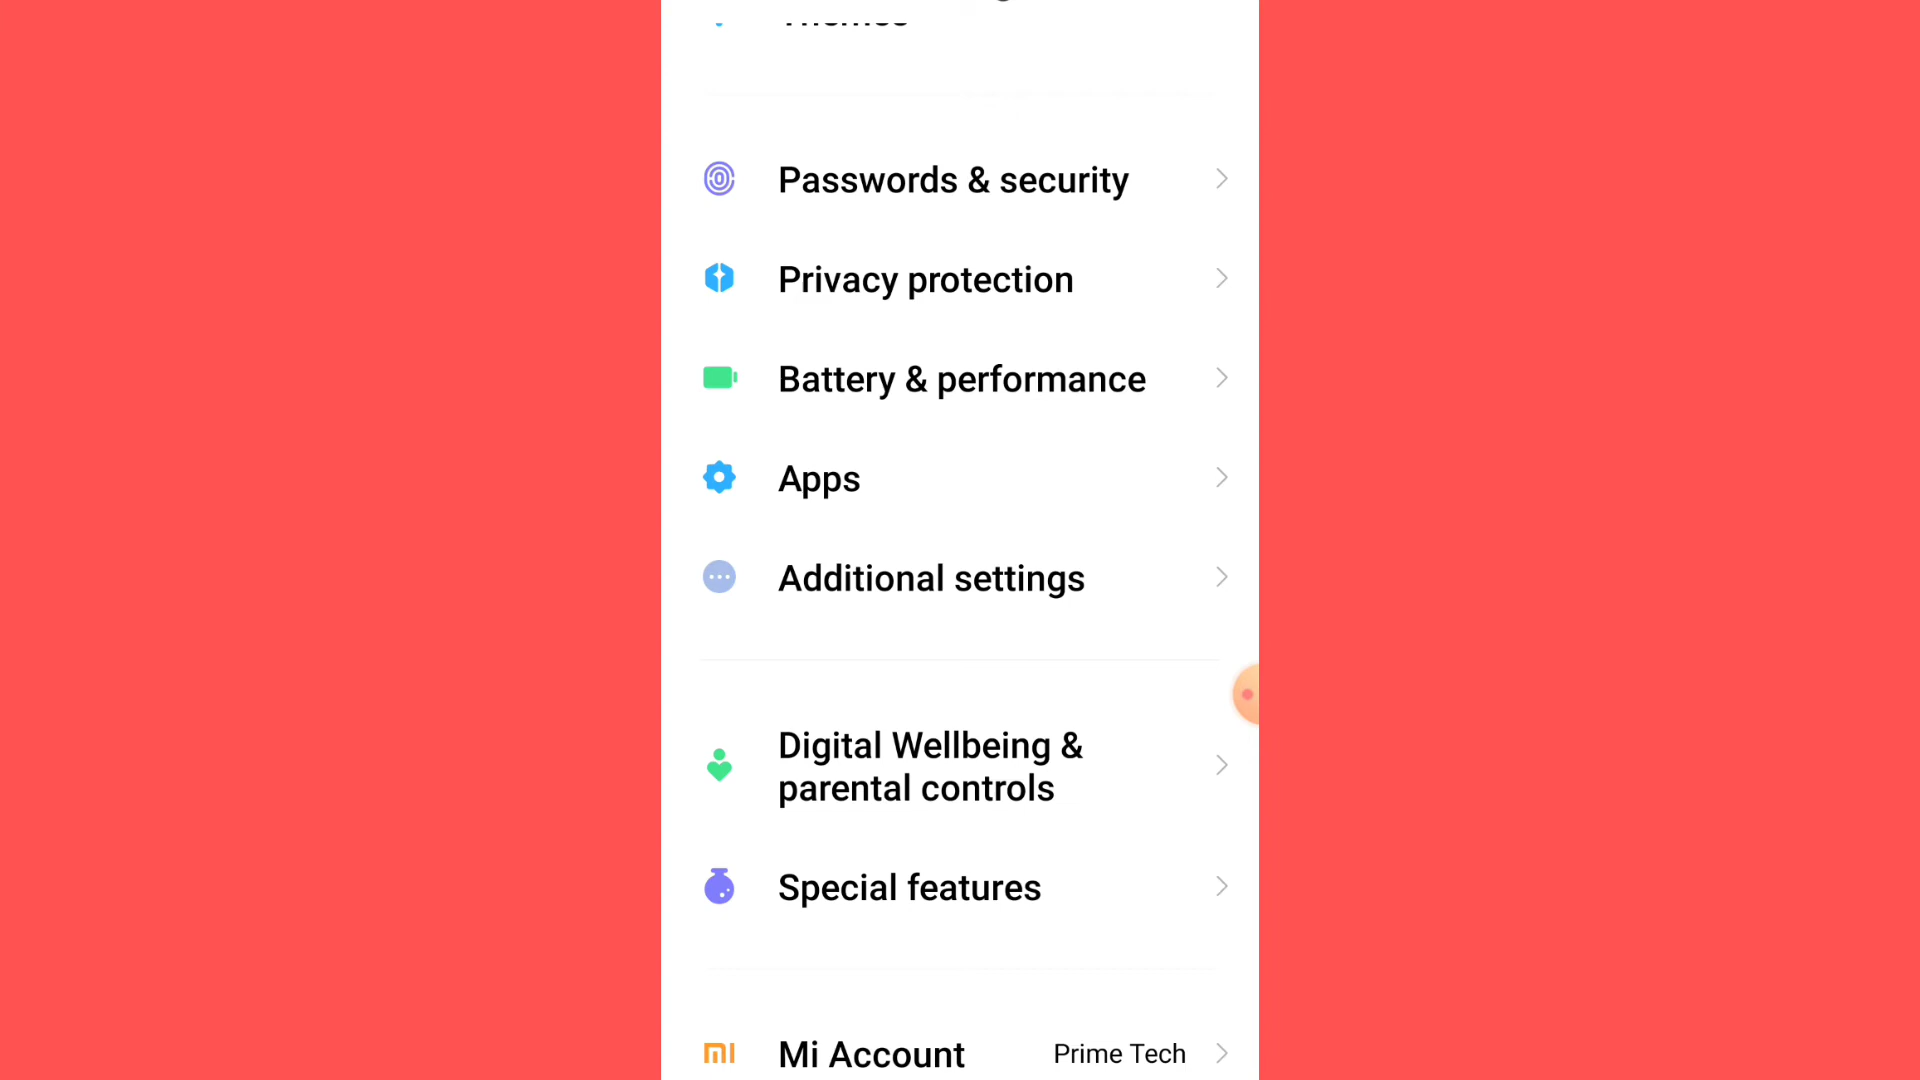 Themes
Passwords & security
Privacy protection
Battery & performance
Apps
Additional settings
Digital Wellbeing &
parental controls
Special features
Mi Account Prime Tech